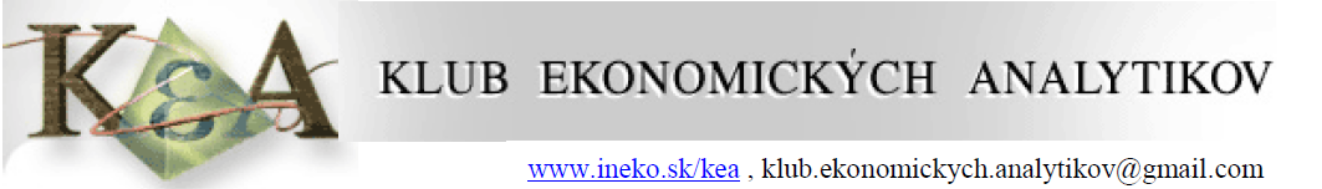 KεA KLUB EKONOMICKÝCH ANALYTIKOV
www.ineko.sk/kea , klub.ekonomickych.analytikov@gmail.com